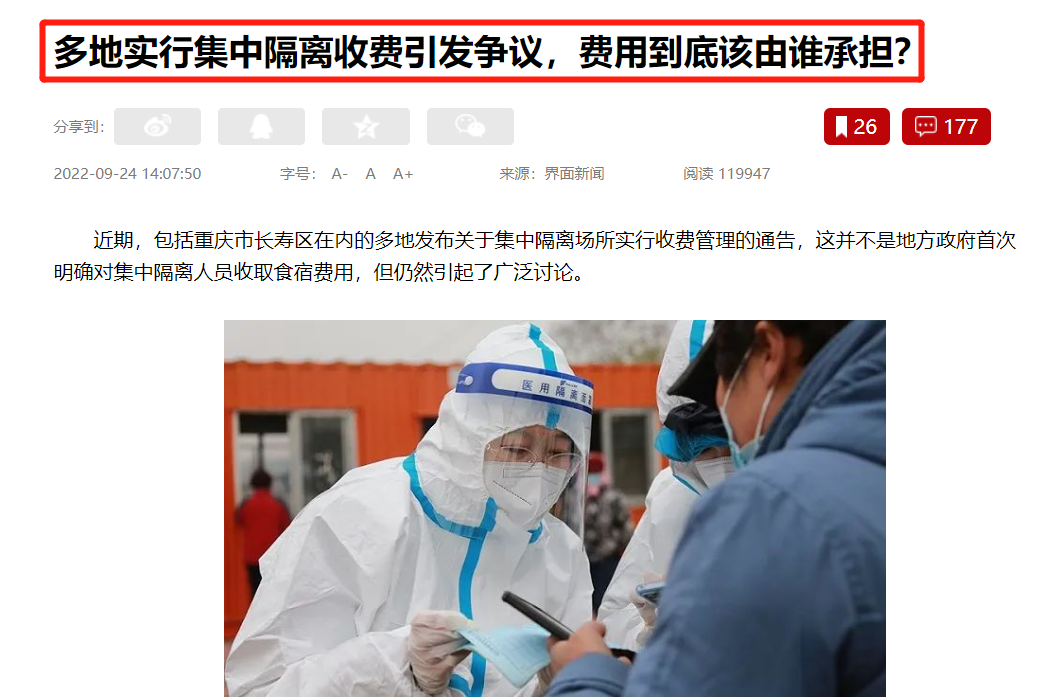 多地实行集中隔离收费引发争议，费用到底该由谁承担？
分享到: 26 177
2022-09-24 14:07:50 字号： A- A A+ 来源：界面新闻 阅读 119947
近期，包括重庆市长寿区在内的多地发布关于集中隔离场所实行收费管理的通告，这并不是地方政府首次
明确对集中隔离人员收取食宿费用，但仍然引起了广泛讨论。
医用隔离面